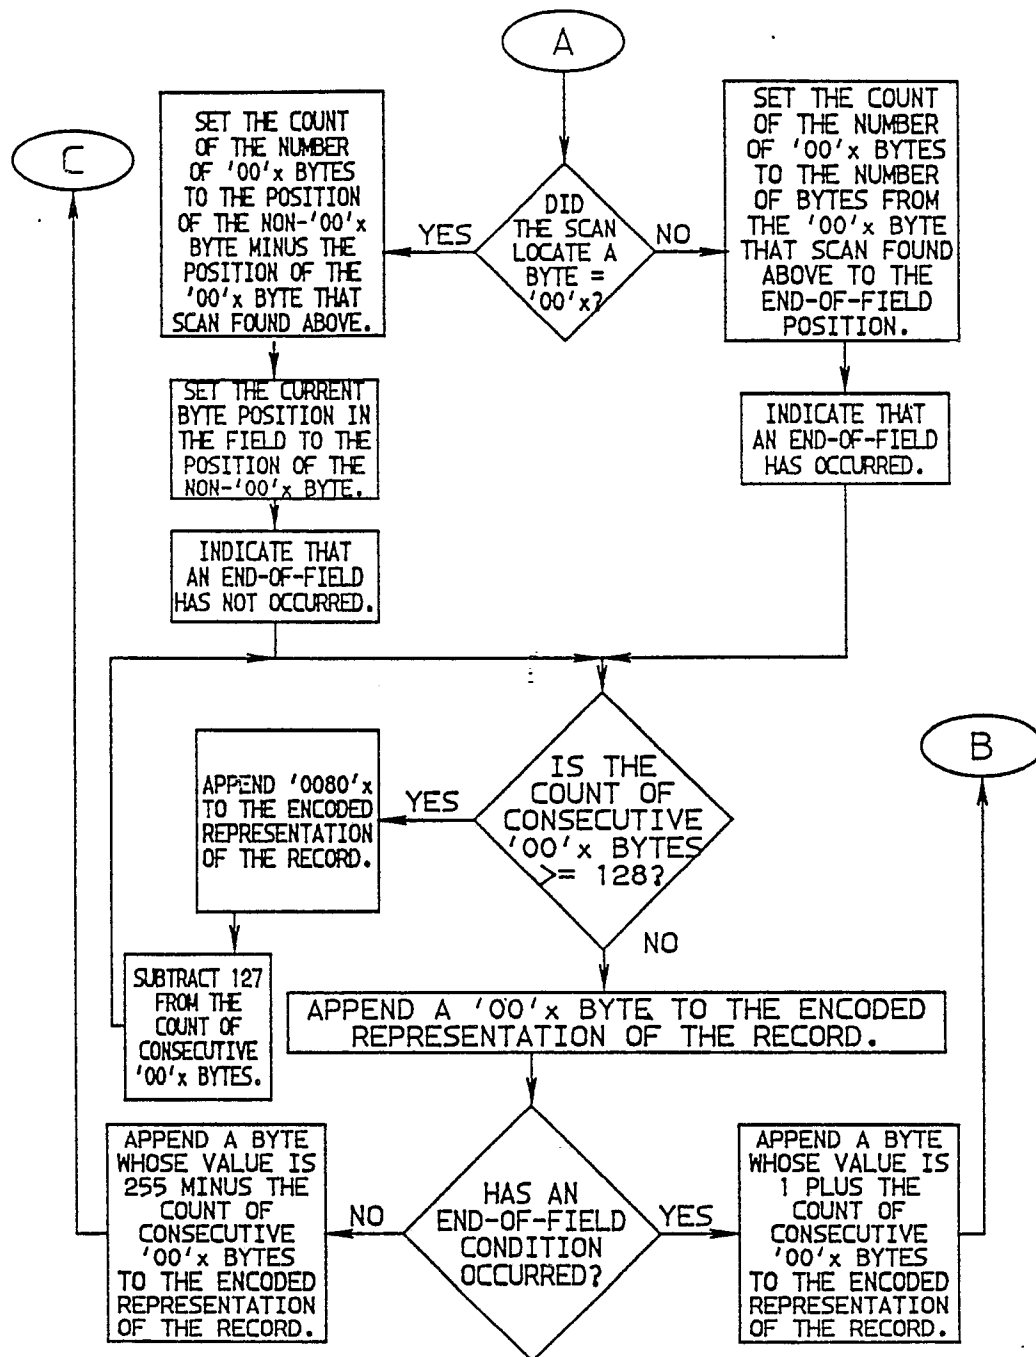 A
C
SET THE COUNT
OF THE NUMBER
OF '00'x BYTES
TO THE POSITION
OF THE NON-'00'x
BYTE MINUS THE
POSITION OF THE
'00'x BYTE THAT
SCAN FOUND ABOVE.
YES
DID
THE SCAN
LOCATE A
BYTE =
'00'x?
NO
SET THE COUNT
OF THE NUMBER
OF '00'x BYTES
TO THE NUMBER
OF BYTES FROM
THE '00'x BYTE
THAT SCAN FOUND
ABOVE TO THE
END-OF-FIELD
POSITION.
SET THE CURRENT
BYTE POSITION IN
THE FIELD TO THE
POSITION OF THE
NON-'00'x BYTE.
INDICATE THAT
AN END-OF-FIELD
HAS OCCURRED.
INDICATE THAT
AN END-OF-FIELD
HAS NOT OCCURRED.
B
APPEND '0080'x
TO THE ENCODED
REPRESENTATION
OF THE RECORD.
YES
IS THE
COUNT OF
CONSECUTIVE
'00'x BYTES
>= 128?
NO
SUBTRACT 127
FROM THE
COUNT OF
CONSECUTIVE
'00'x BYTES.
APPEND A '00'x BYTE TO THE ENCODED
REPRESENTATION OF THE RECORD.
APPEND A BYTE
WHOSE VALUE IS
255 MINUS THE
COUNT OF
CONSECUTIVE
'00'x BYTES
TO THE ENCODED
REPRESENTATION
OF THE RECORD.
NO
HAS AN
END-OF-FIELD
CONDITION
OCCURRED?
YES
APPEND A BYTE
WHOSE VALUE IS
1 PLUS THE
COUNT OF
CONSECUTIVE
'00'x BYTES
TO THE ENCODED
REPRESENTATION
OF THE RECORD.